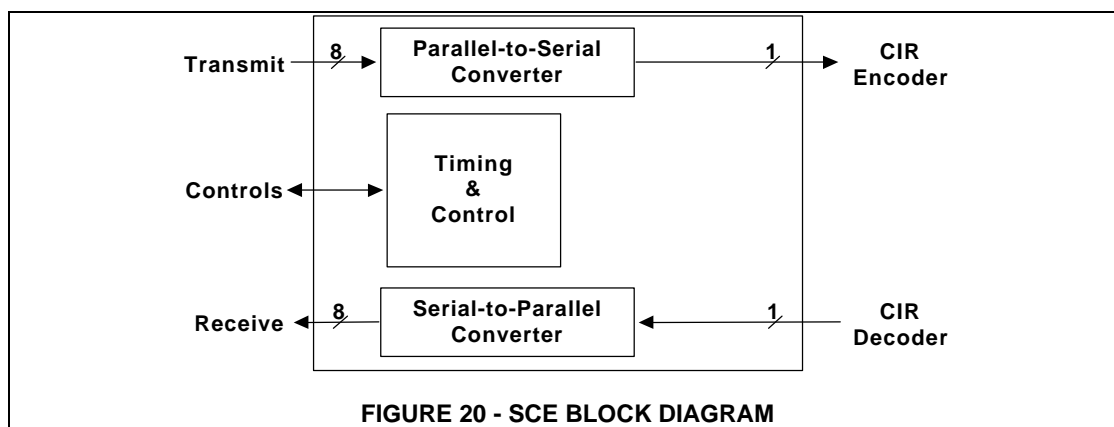 Transmit
8
Parallel-to-Serial
Converter
1
CIR
Encoder
Controls
Timing
&
Control
Receive
8
Serial-to-Parallel
Converter
1
CIR
Decoder
FIGURE 20 - SCE BLOCK DIAGRAM